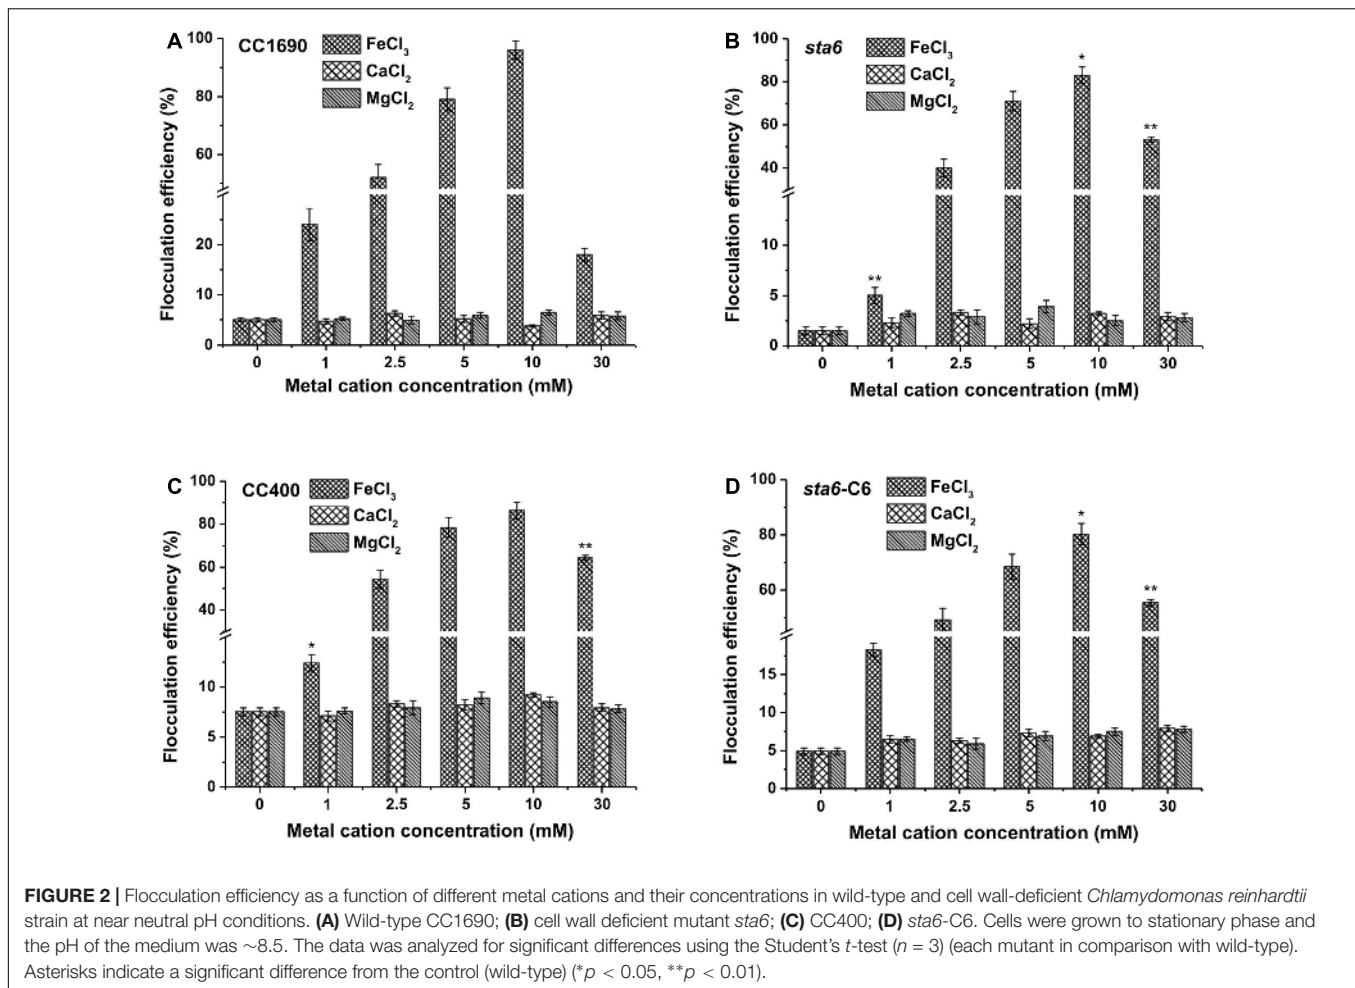 A
CC1690
FeCl3
CaCl2
MgCl2
Flocculation efficiency (%)
100
80
60
20
10
5
0
0 1 2.5 5 10 30
Metal cation concentration (mM)
B
sta6
FeCl3
CaCl2
MgCl2
Flocculation efficiency (%)
100
80
60
40
10
5
0
**
*
**
0 1 2.5 5 10 30
Metal cation concentration (mM)
C
CC400
FeCl3
CaCl2
MgCl2
Flocculation efficiency (%)
100
80
60
40
10
5
0
*
**
0 1 2.5 5 10 30
Metal cation concentration (mM)
D
sta6-C6
FeCl3
CaCl2
MgCl2
Flocculation efficiency (%)
100
80
60
15
10
5
0
*
**
0 1 2.5 5 10 30
Metal cation concentration (mM)
FIGURE 2 | Flocculation efficiency as a function of different metal cations and their concentrations in wild-type and cell wall-deficient Chlamydomonas reinhardtii
strain at near neutral pH conditions. (A) Wild-type CC1690; (B) cell wall deficient mutant sta6; (C) CC400; (D) sta6-C6. Cells were grown to stationary phase and
the pH of the medium was ~8.5. The data was analyzed for significant differences using the Student's t-test (n = 3) (each mutant in comparison with wild-type).
Asterisks indicate a significant difference from the control (wild-type) (*p < 0.05, **p < 0.01).